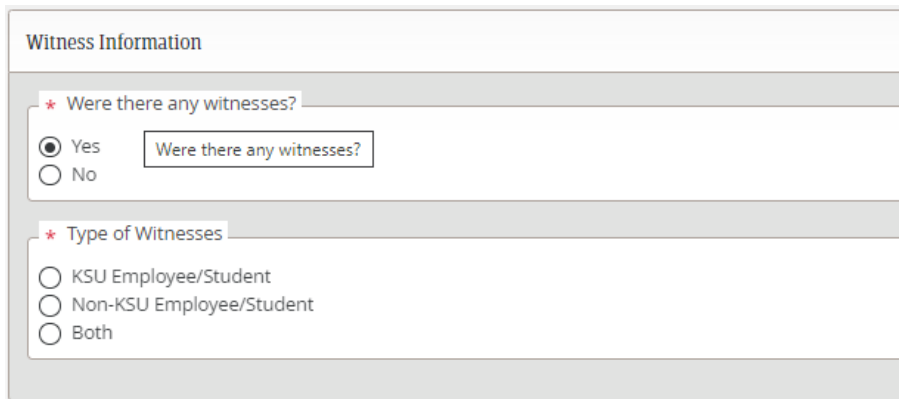 Witness Information
* Were there any witnesses?
Yes
Were there any witnesses?
No
* Type of Witnesses
KSU Employee/Student
Non-KSU Employee/Student
Both